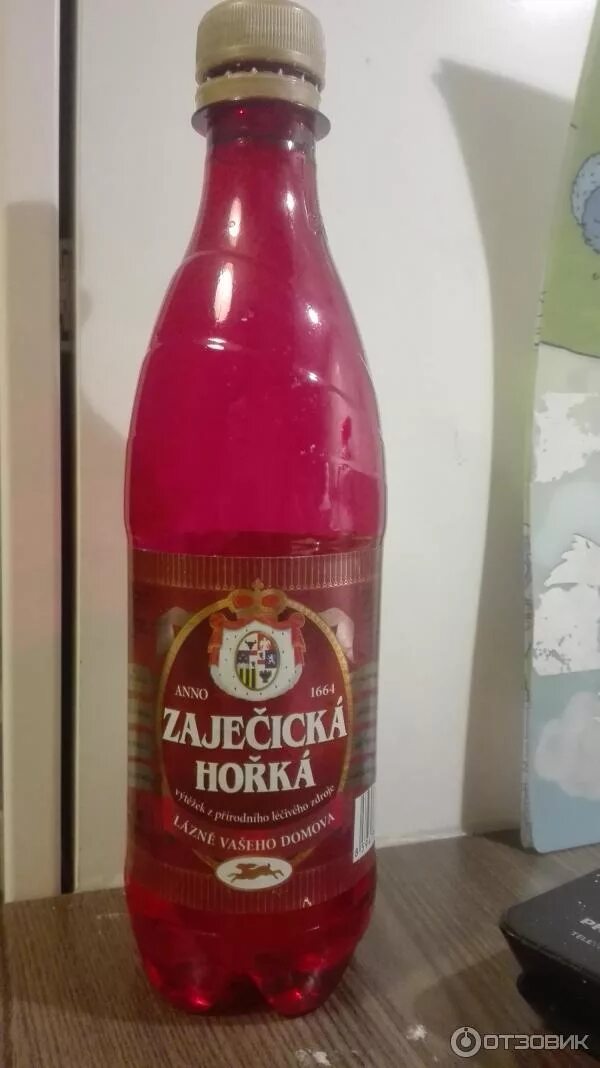 ANNO 1664
ZAJEČICKÁ
HOŘKÁ
výtěžek z přírodního léčivého zdroje
LÁZNĚ VAŠEHO DOMOVA
ОТЗОВИК